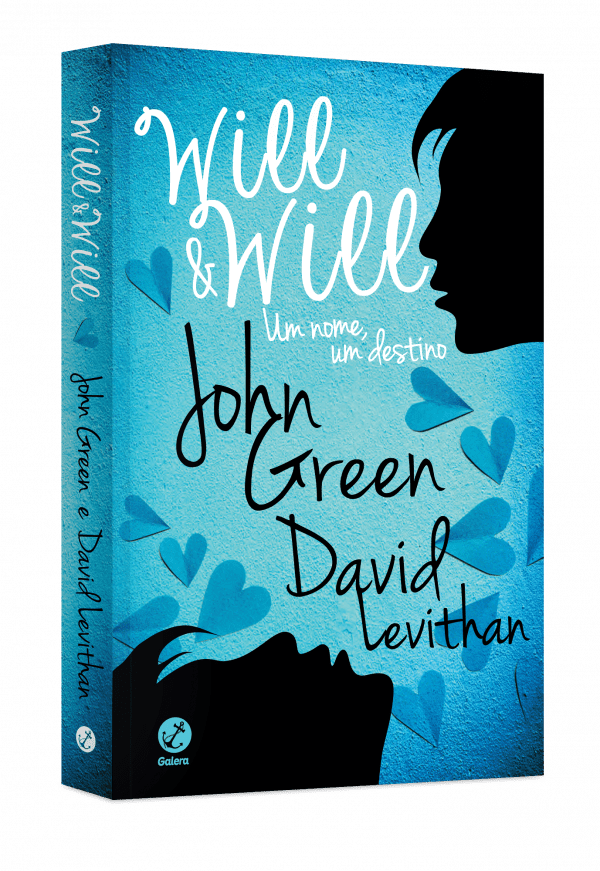 Will
& Will
Um nome,
um destino
John
Green
David
Levithan
Galera
Will & Will
John Green e David Levithan